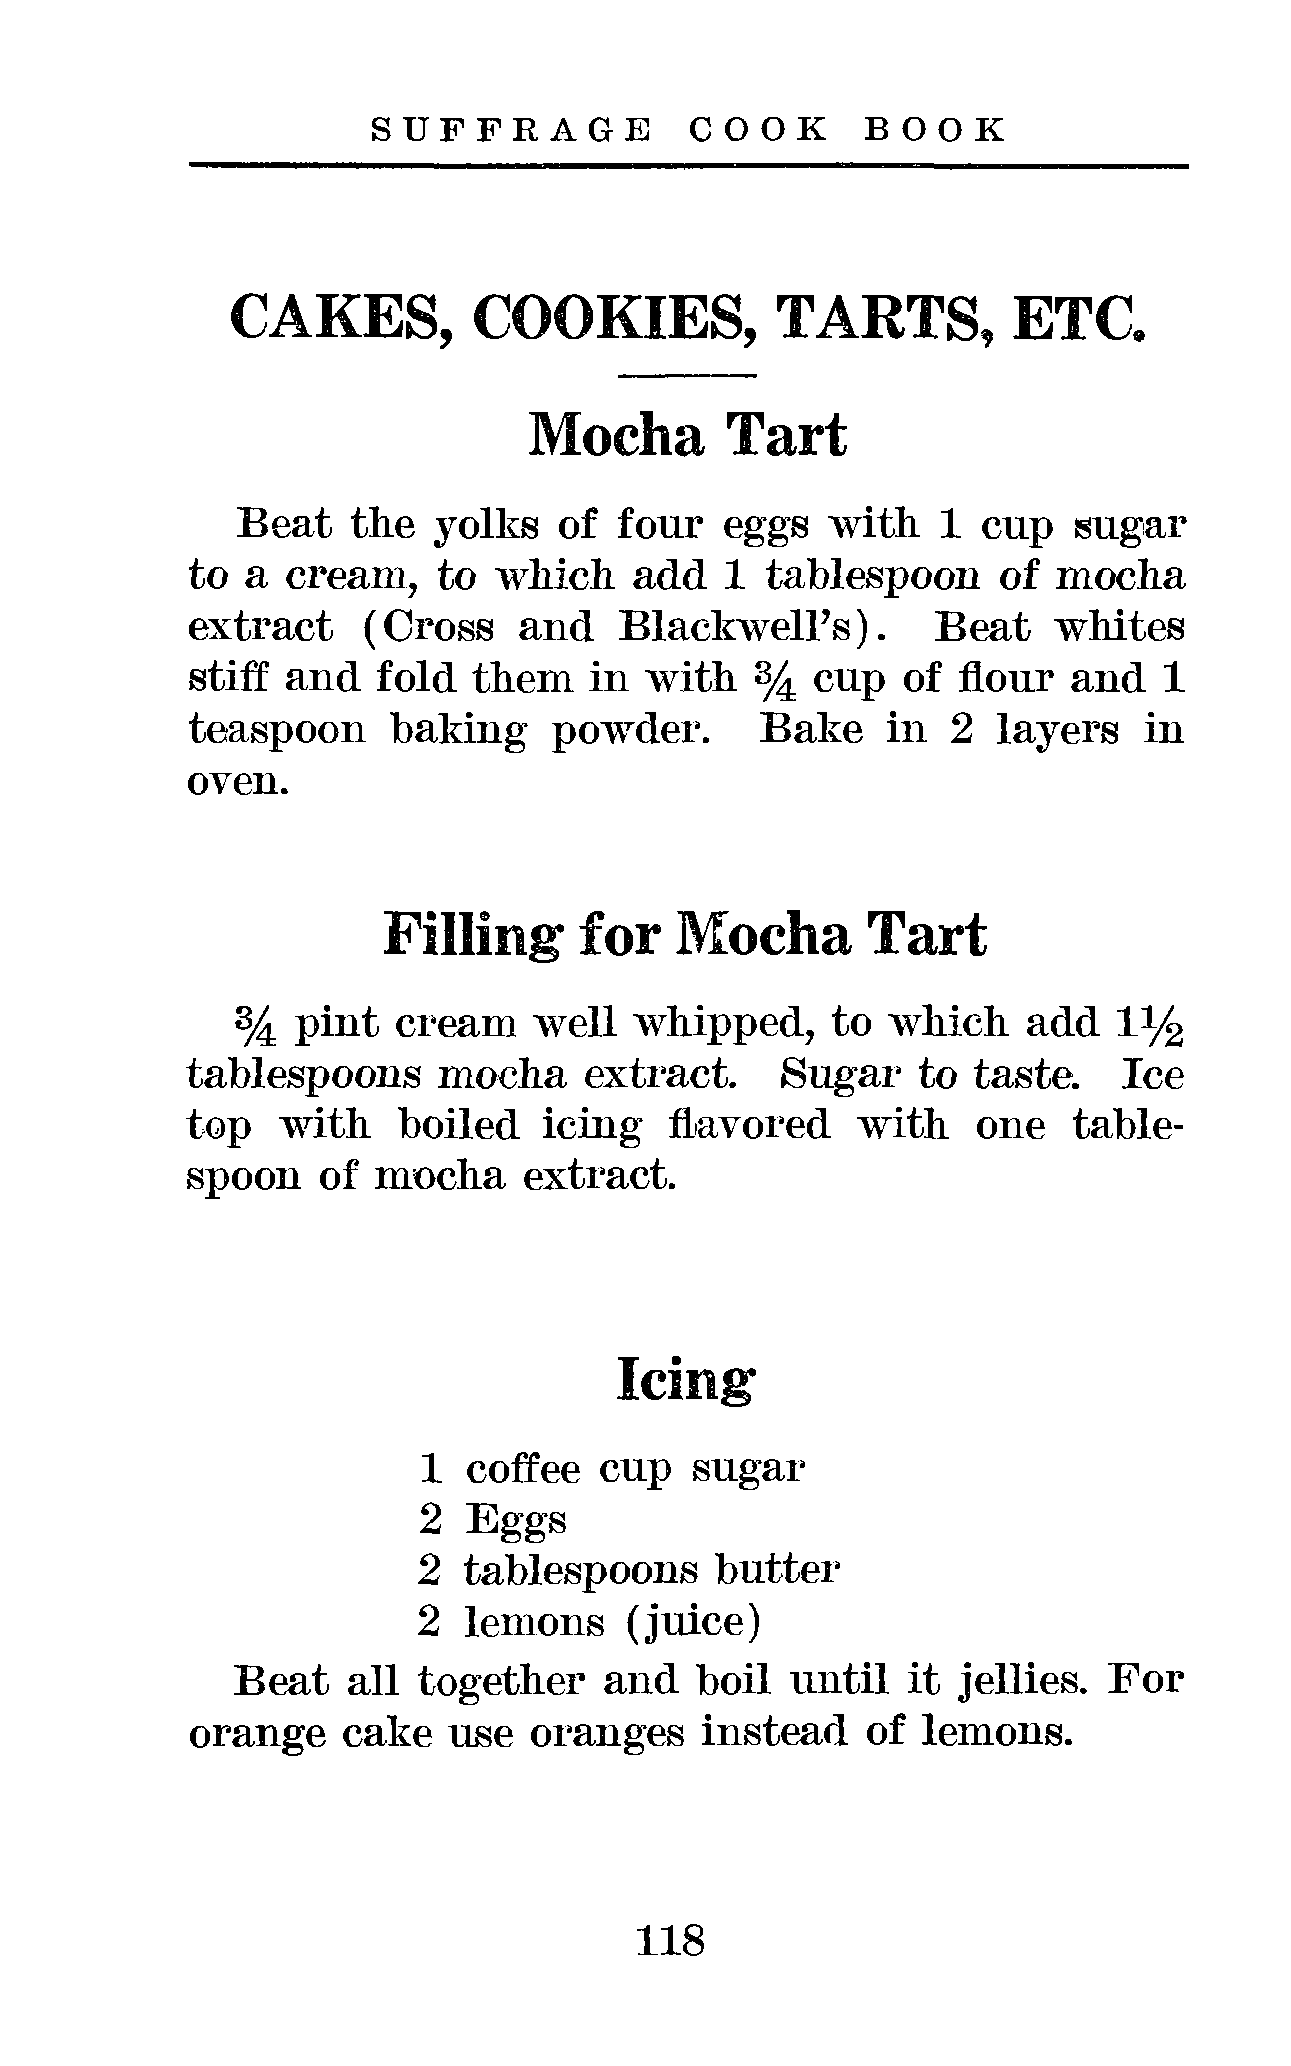 SUFFRAGE COOK BOOK
CAKES, COOKIES, TARTS, ETC.
Mocha Tart
Beat the yolks of four eggs with 1 cup sugar
to a cream, to which add 1 tablespoon of mocha
extract (Cross and Blackwell's). Beat whites
stiff and fold them in with ¾ cup of flour and 1
teaspoon baking powder. Bake in 2 layers in
oven.
Filling for Mocha Tart
¾ pint cream well whipped, to which add 1½
tablespoons mocha extract. Sugar to taste. Ice
top with boiled icing flavored with one table-
spoon of mocha extract.
Icing
1 coffee cup sugar
2 Eggs
2 tablespoons butter
2 lemons (juice)
Beat all together and boil until it jellies. For
orange cake use oranges instead of lemons.
118